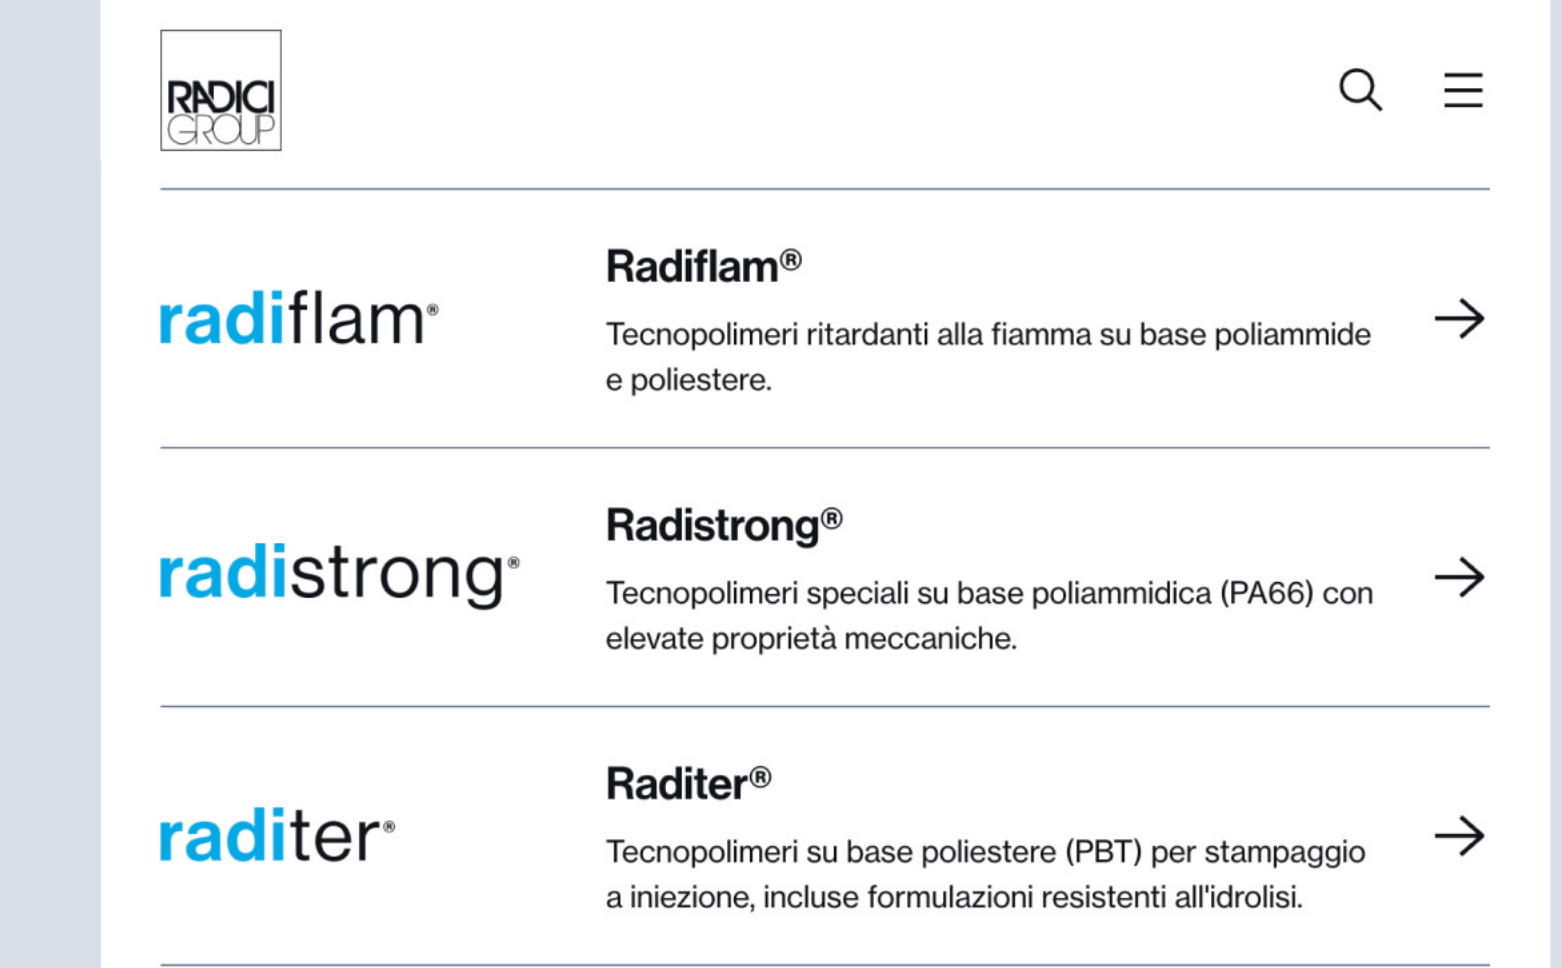 RADICI
GROUP
radiflam®
Radiflam®
Tecnopolimeri ritardanti alla fiamma su base poliammide
e poliestere.
radistrong®
Radistrong®
Tecnopolimeri speciali su base poliammidica (PA66) con
elevate proprietà meccaniche.
raditer®
Raditer®
Tecnopolimeri su base poliestere (PBT) per stampaggio
a iniezione, incluse formulazioni resistenti all'idrolisi.